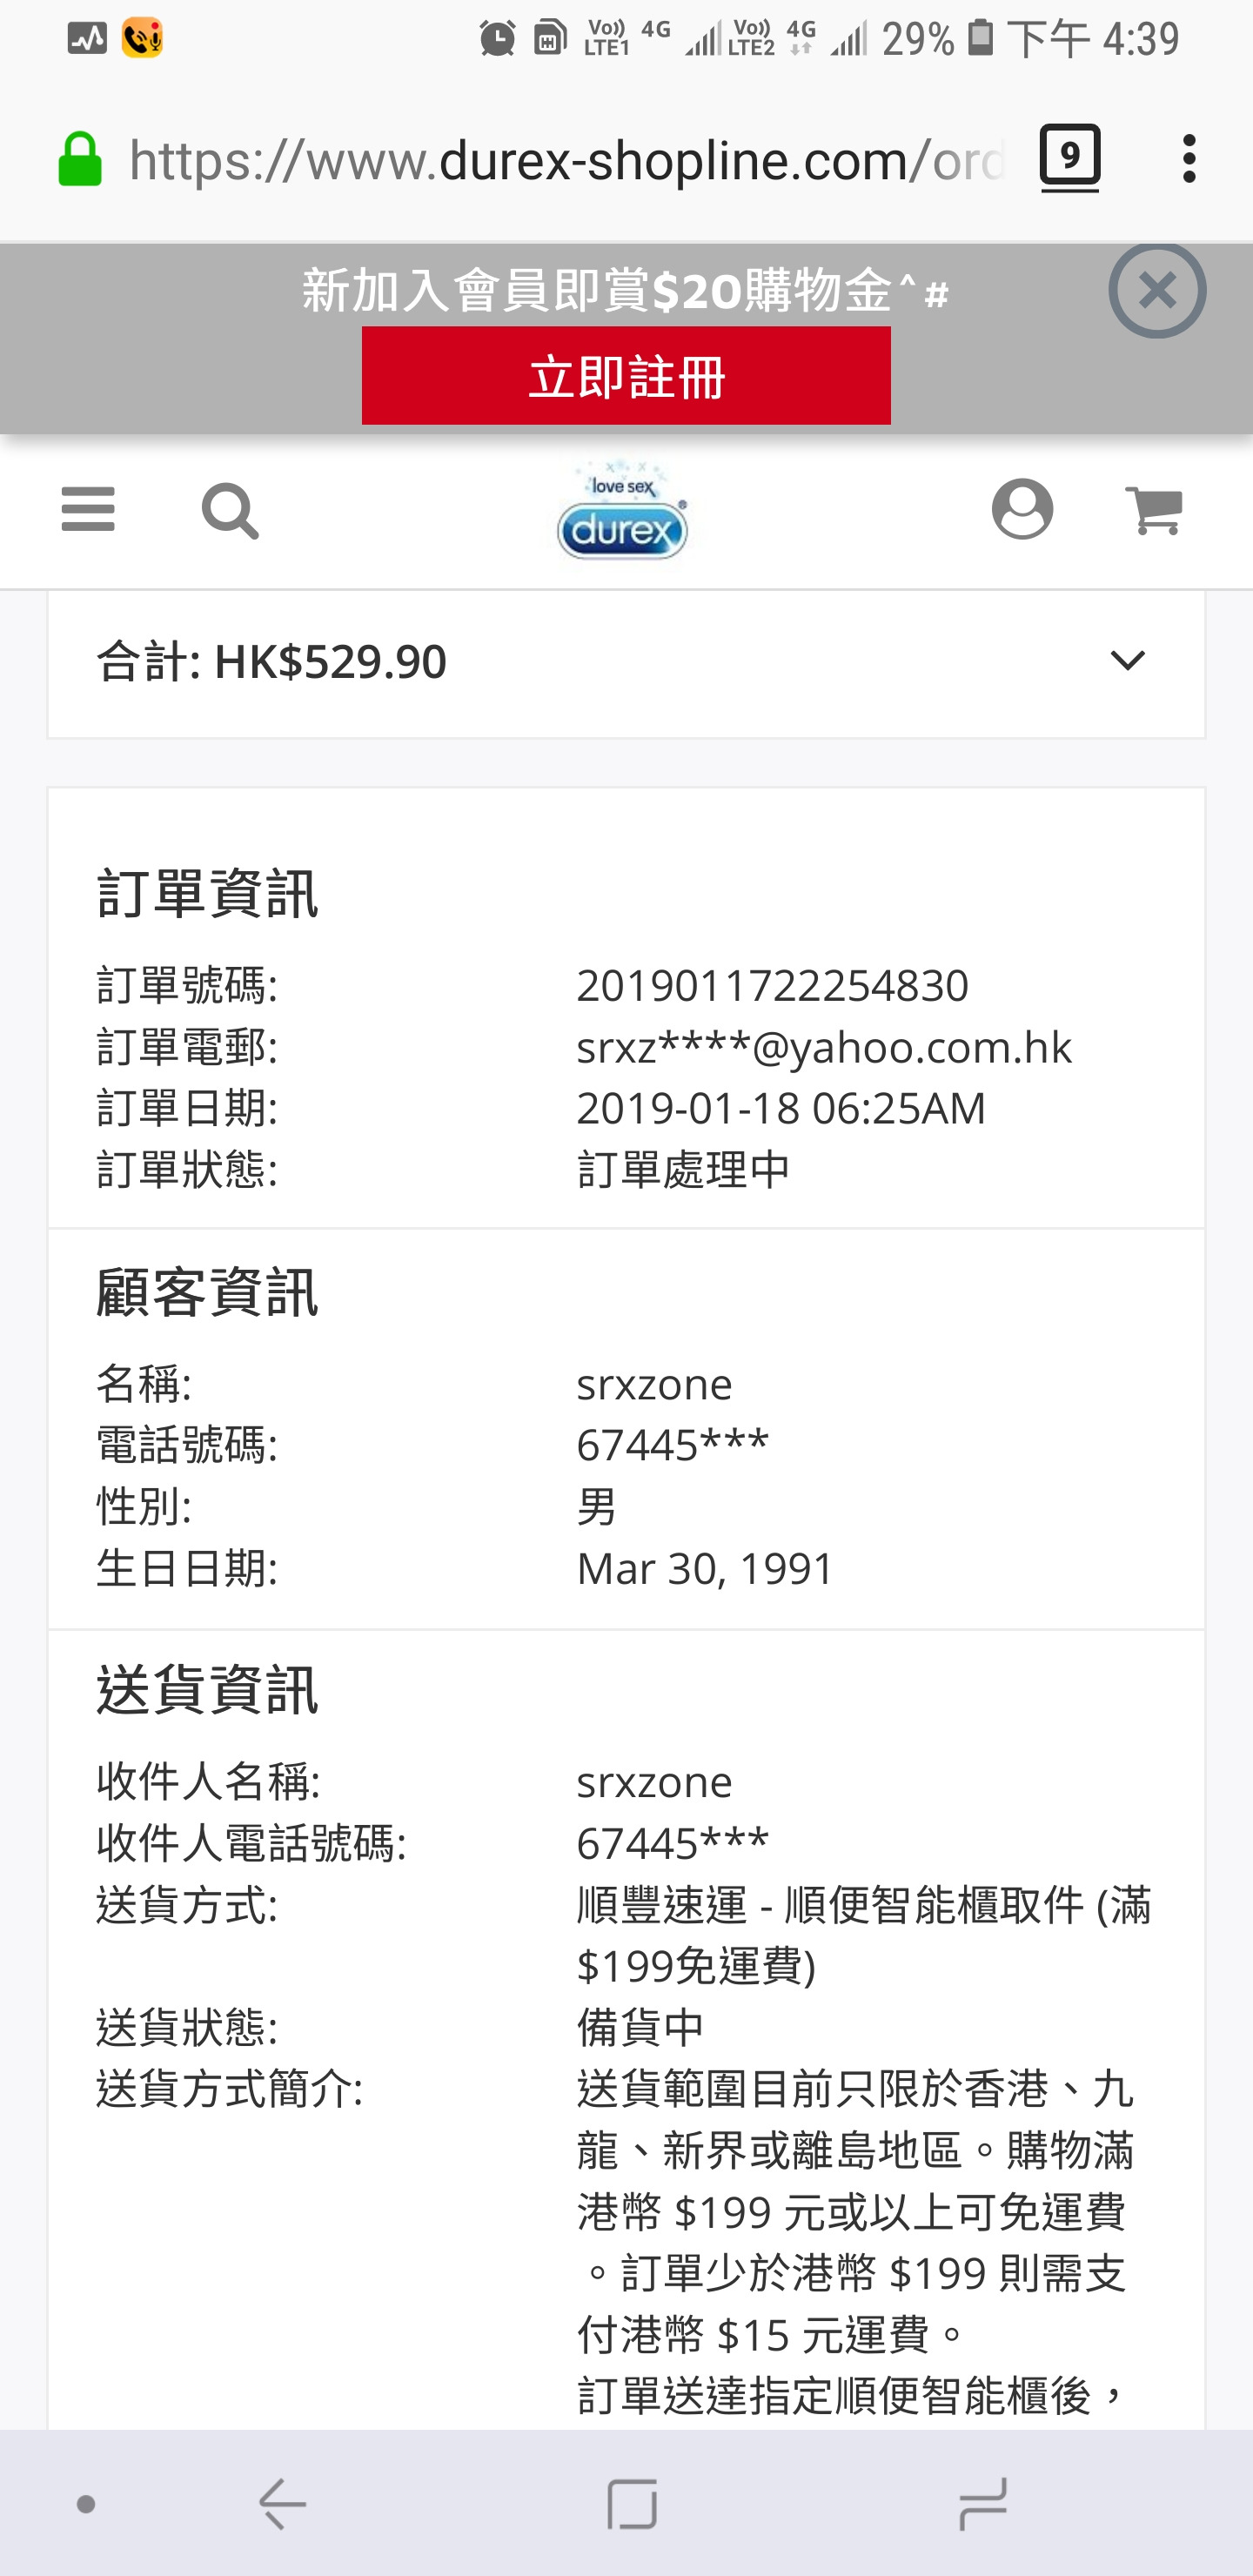 Vo)) LTE1 4G Vo)) LTE2 4G 29% 下午 4:39
https://www.durex-shopline.com/ord 9
新加入會員即賞$20購物金^#
立即註冊
love sex
durex®
合計: HK$529.90
訂單資訊
訂單號碼: 2019011722254830
訂單電郵: srxz****@yahoo.com.hk
訂單日期: 2019-01-18 06:25AM
訂單狀態: 訂單處理中
顧客資訊
名稱: srxzone
電話號碼: 67445***
性別: 男
生日日期: Mar 30, 1991
送貨資訊
收件人名稱: srxzone
收件人電話號碼: 67445***
送貨方式: 順豐速運 - 順便智能櫃取件 (滿
$199免運費)
送貨狀態: 備貨中
送貨方式簡介: 送貨範圍目前只限於香港、九
龍、新界或離島地區。購物滿
港幣 $199 元或以上可免運費
。訂單少於港幣 $199 則需支
付港幣 $15 元運費。
訂單送達指定順便智能櫃後，